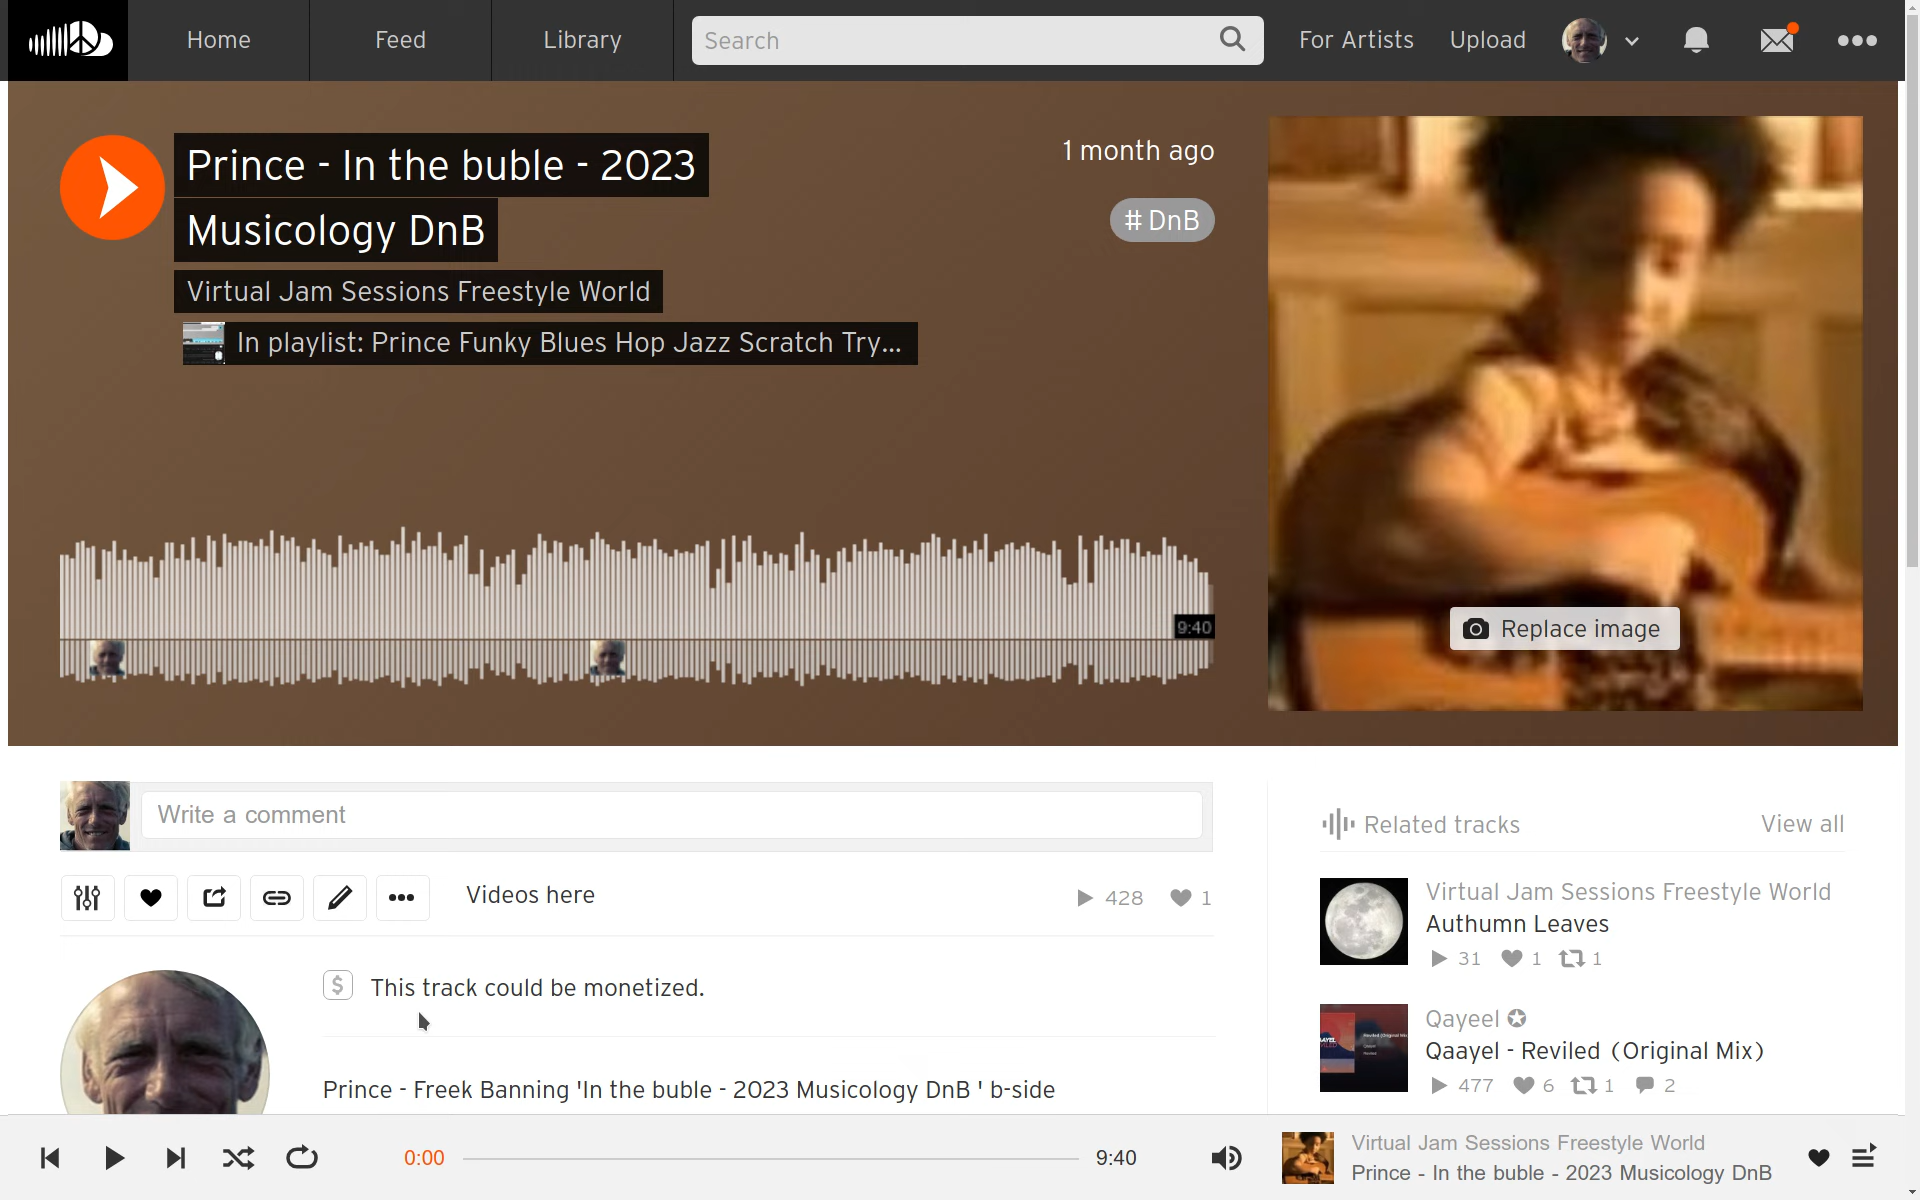 Home
Feed
Library
Search
For Artists
Upload
Prince - In the buble - 2023
Musicology DnB
1 month ago
# DnB
Virtual Jam Sessions Freestyle World
In playlist: Prince Funky Blues Hop Jazz Scratch Try...
9:40
Replace image
Write a comment
Videos here
428
1
This track could be monetized.
Prince - Freek Banning 'In the buble - 2023 Musicology DnB ' b-side
Related tracks
View all
Virtual Jam Sessions Freestyle World
Authumn Leaves
31 1 1
Qayeel
Qaayel - Reviled (Original Mix)
477 6 1 2
0:00
9:40
Virtual Jam Sessions Freestyle World
Prince - In the buble - 2023 Musicology DnB